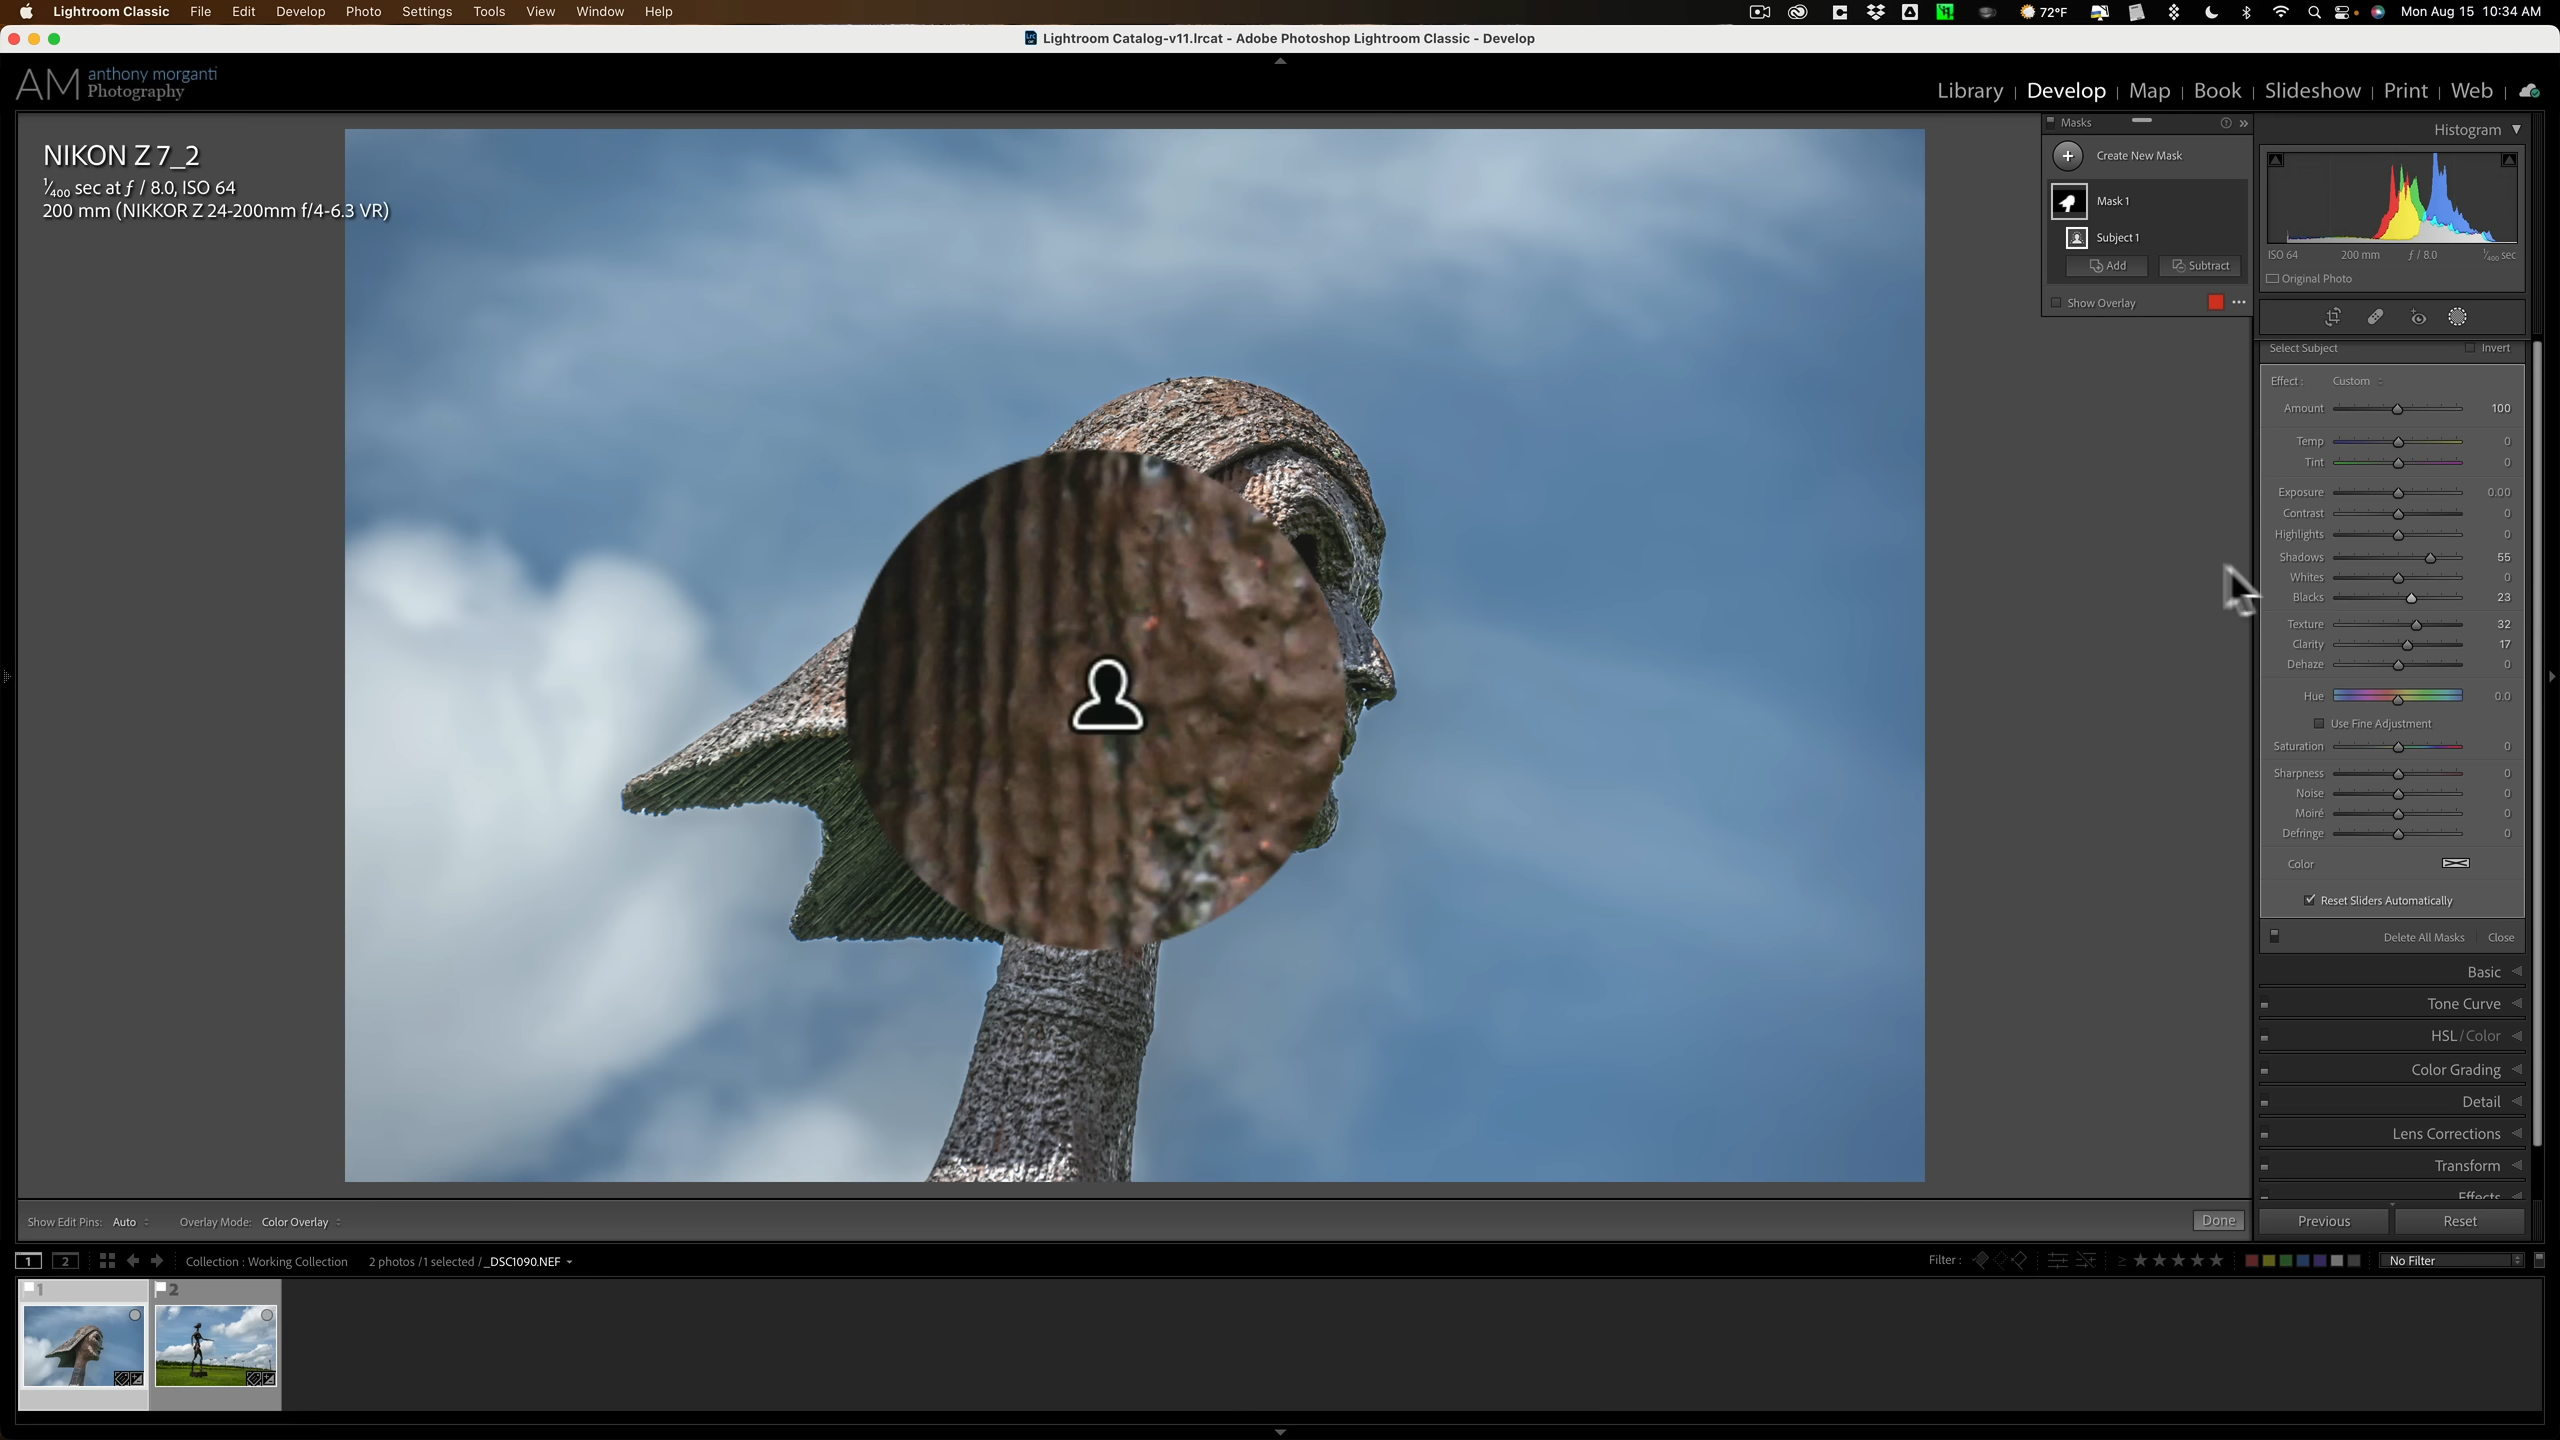 Lightroom Classic File Edit Develop Photo Settings Tools View Window Help 72°F Mon Aug 15 10:34 AM
Lightroom Catalog-v11.lrcat - Adobe Photoshop Lightroom Classic - Develop
AM anthony morganti
Photography
Library | Develop | Map | Book | Slideshow | Print | Web |
NIKON Z 7_2
1/400 sec at ƒ / 8.0, ISO 64
200 mm (NIKKOR Z 24-200mm f/4-6.3 VR)
Masks
Create New Mask
Mask 1
Subject 1
Add Subtract
Show Overlay
Histogram
ISO 64 200 mm ƒ / 8.0 1/400 sec
Original Photo
Select Subject Invert
Effect : Custom
Amount 100
Temp 0
Tint 0
Exposure 0.00
Contrast 0
Highlights 0
Shadows 55
Whites 0
Blacks 23
Texture 32
Clarity 17
Dehaze 0
Hue 0.0
Use Fine Adjustment
Saturation 0
Sharpness 0
Noise 0
Moiré 0
Defringe 0
Color
Reset Sliders Automatically
Delete All Masks Close
Basic
Tone Curve
HSL / Color
Color Grading
Detail
Lens Corrections
Transform
Effects
Show Edit Pins: Auto Overlay Mode: Color Overlay Done Previous Reset
1 2 Collection : Working Collection 2 photos / 1 selected / _DSC1090.NEF Filter : ≥ No Filter
1 2